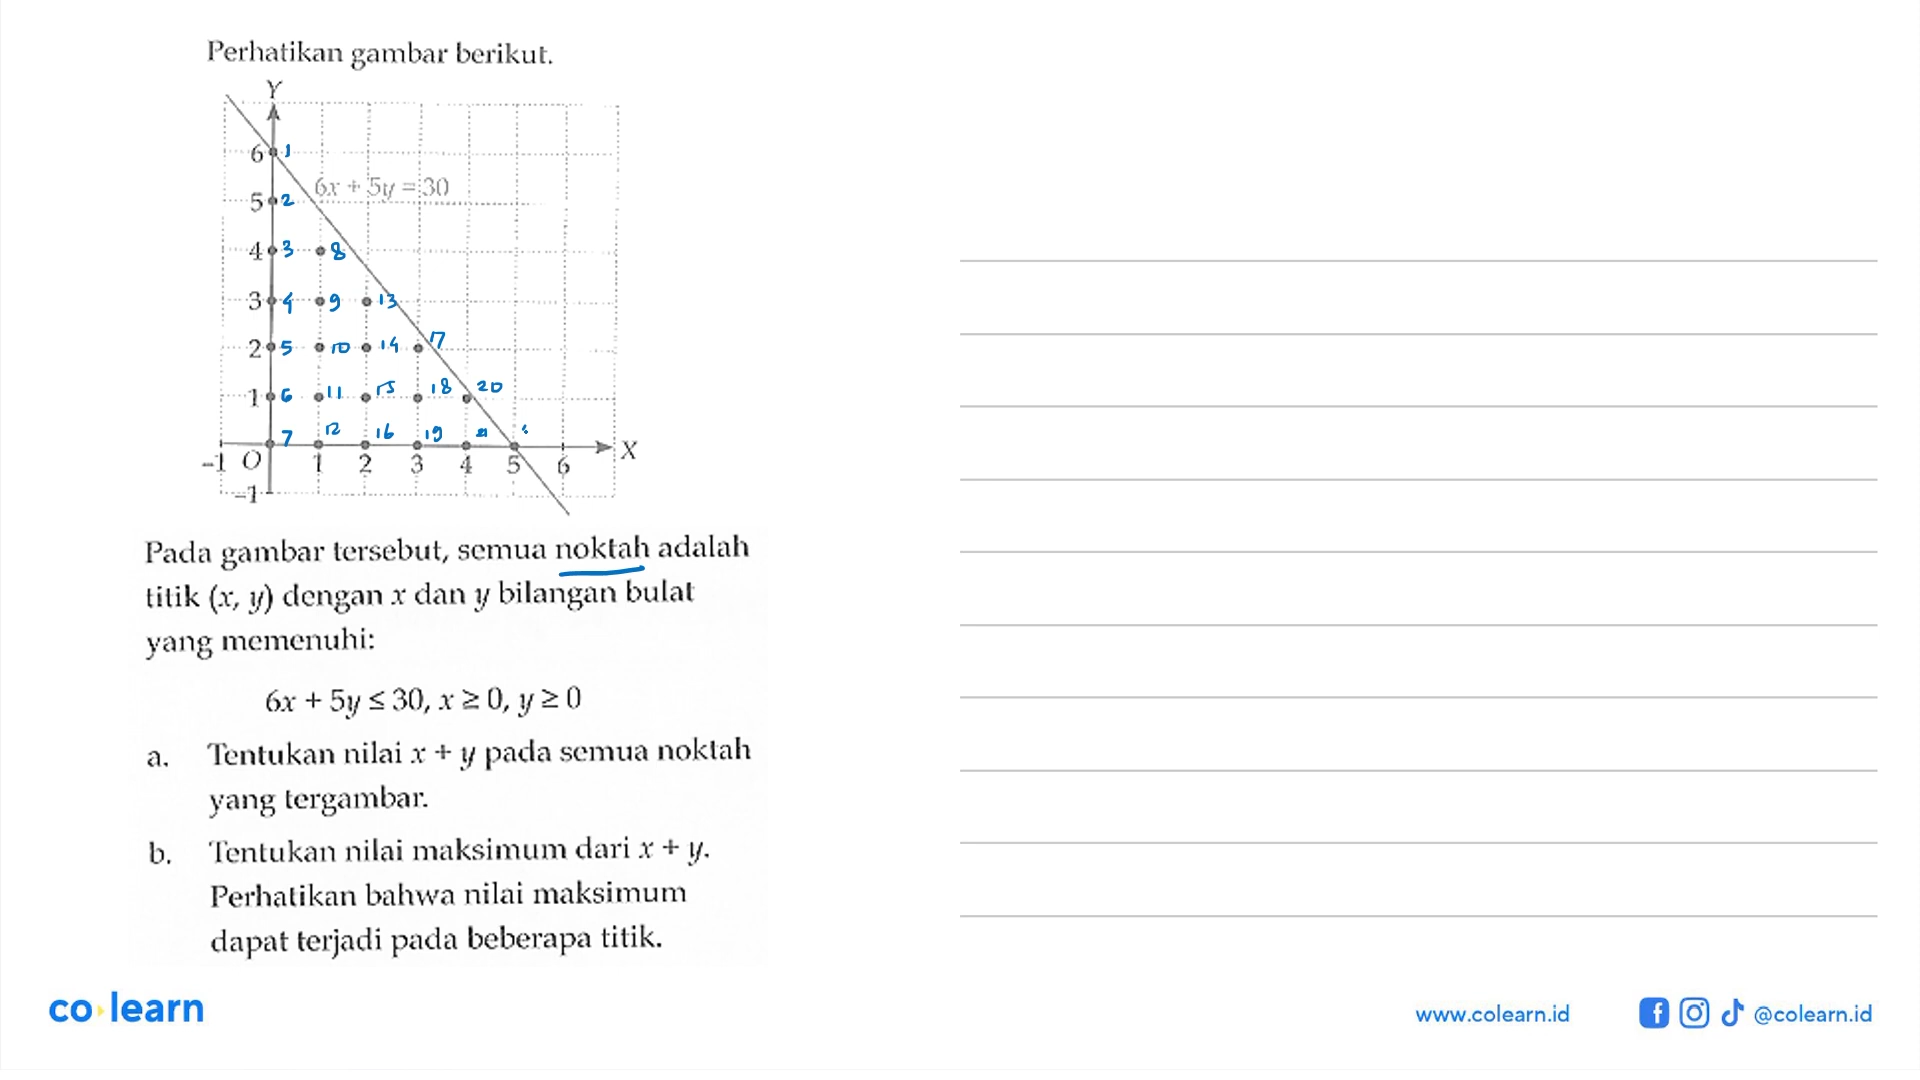 Perhatikan gambar berikut.
Y
6 1
6x + 5y = 30
5 2
4 3 8
3 4 9 13
2 5 10 14 17
1 6 11 15 18 20
7 12 16 19 21
-1 O 1 2 3 4 5 6 X
-1
Pada gambar tersebut, semua noktah adalah
titik (x, y) dengan x dan y bilangan bulat
yang memenuhi:
6x + 5y ≤ 30, x ≥ 0, y ≥ 0
a. Tentukan nilai x + y pada semua noktah
yang tergambar.
b. Tentukan nilai maksimum dari x + y.
Perhatikan bahwa nilai maksimum
dapat terjadi pada beberapa titik.
co learn
www.colearn.id
@colearn.id